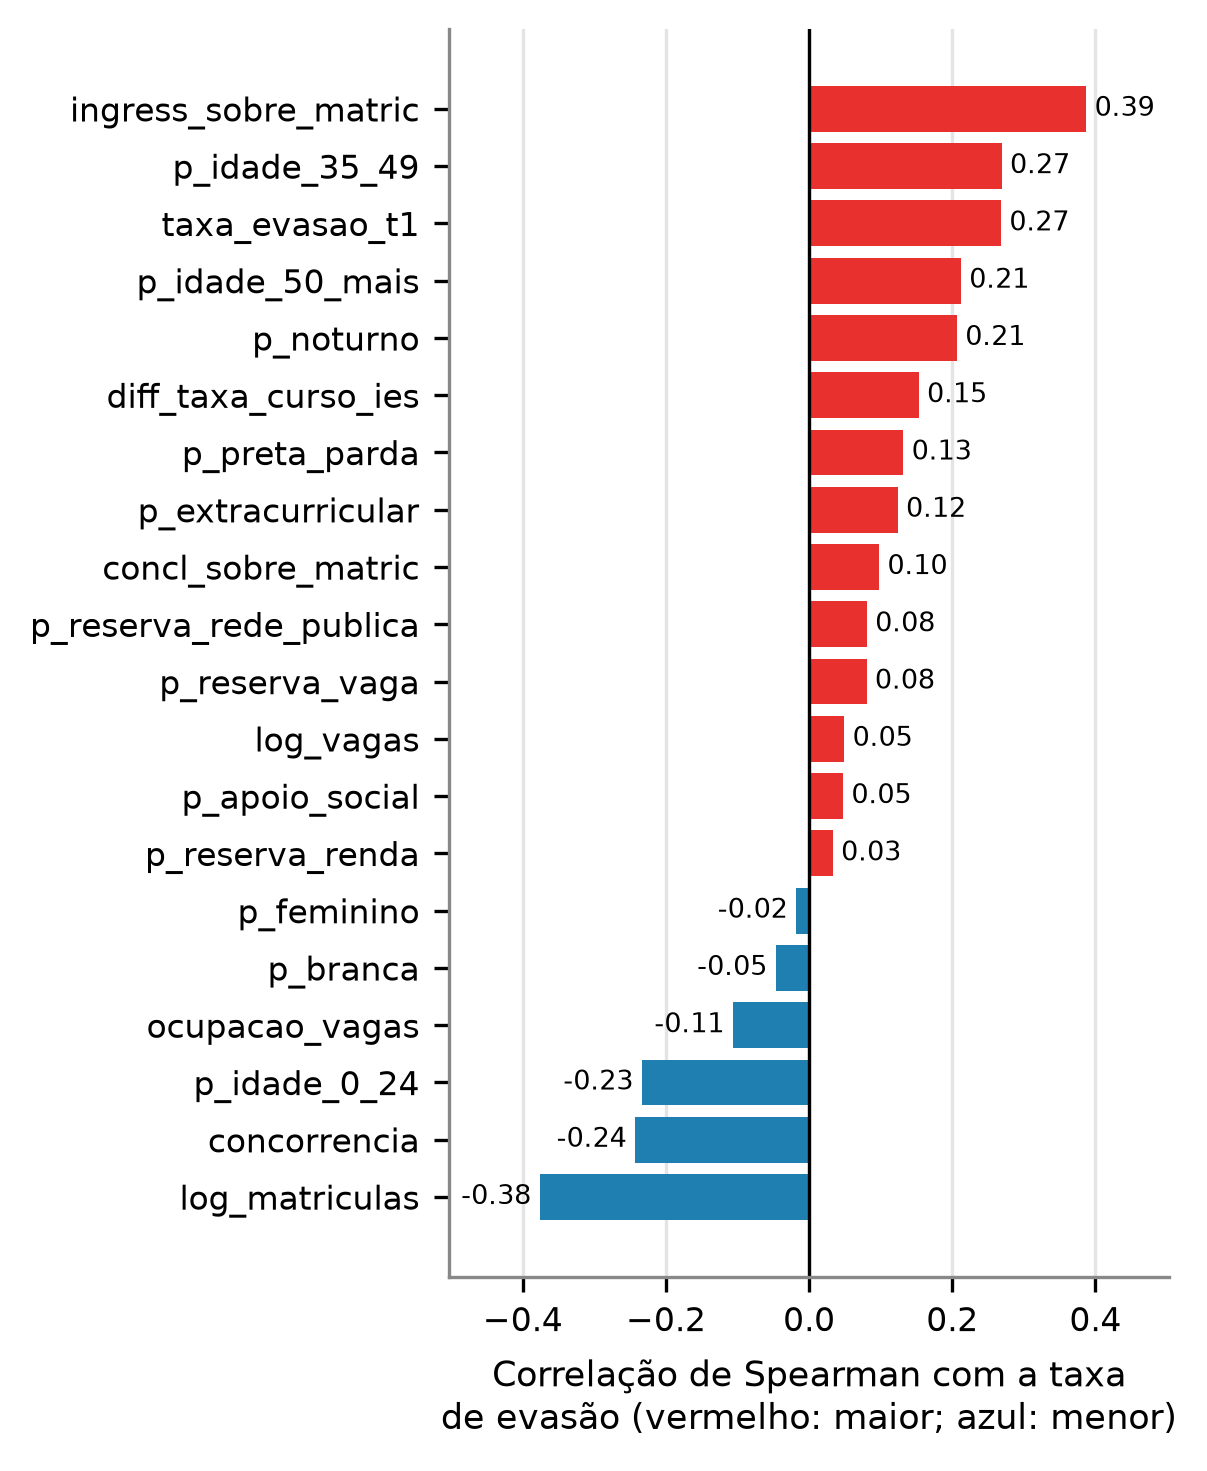 ingress_sobre_matric 0.39
p_idade_35_49 0.27
taxa_evasao_t1 0.27
p_idade_50_mais 0.21
p_noturno 0.21
diff_taxa_curso_ies 0.15
p_preta_parda 0.13
p_extracurricular 0.12
concl_sobre_matric 0.10
p_reserva_rede_publica 0.08
p_reserva_vaga 0.08
log_vagas 0.05
p_apoio_social 0.05
p_reserva_renda 0.03
p_feminino -0.02
p_branca -0.05
ocupacao_vagas -0.11
p_idade_0_24 -0.23
concorrencia -0.24
log_matriculas -0.38
−0.4 −0.2 0.0 0.2 0.4
Correlação de Spearman com a taxa
de evasão (vermelho: maior; azul: menor)